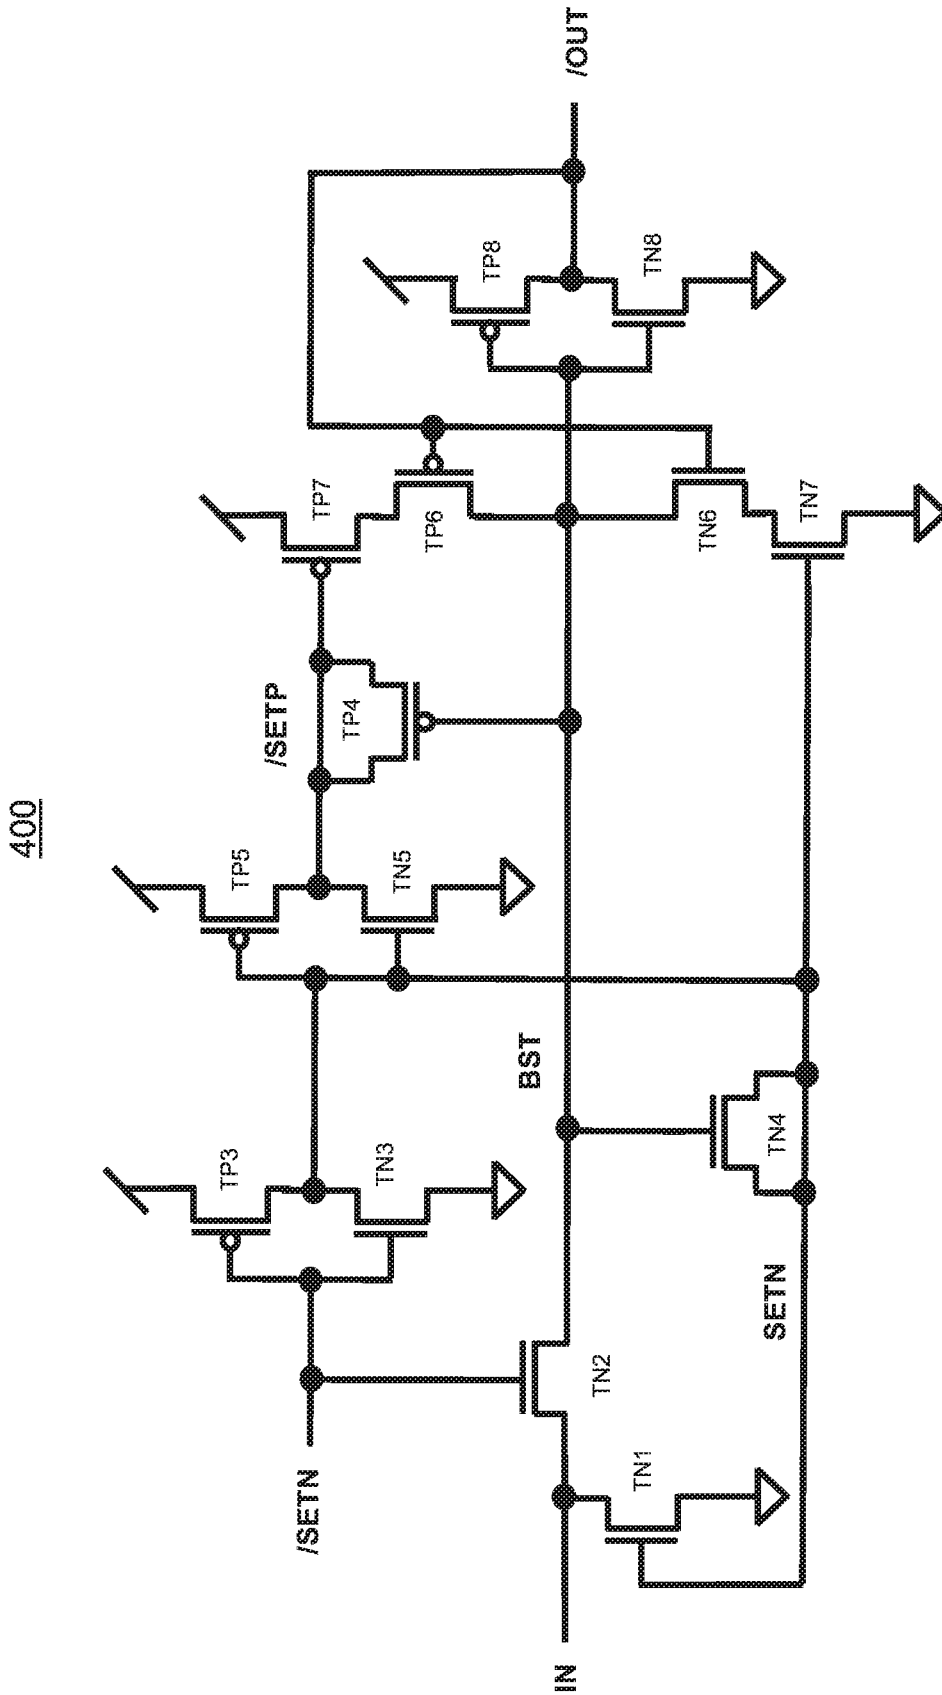 400
/SETP
/SETN
IN
TP3
TN3
TP5
TN5
TP4
TP7
TP6
TP8
TN8
/OUT
BST
TN2
TN1
TN4
SETN
TN6
TN7